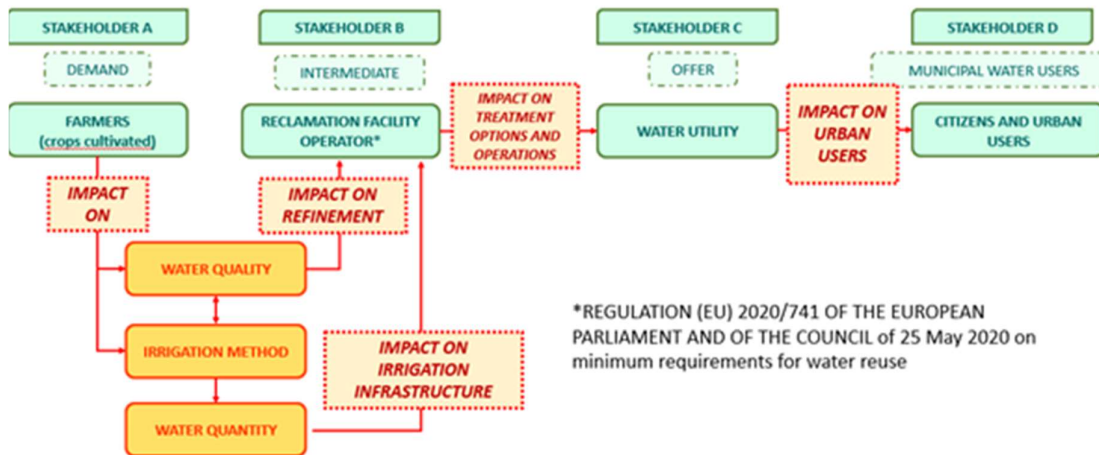 STAKEHOLDER A
STAKEHOLDER B
STAKEHOLDER C
STAKEHOLDER D
DEMAND
INTERMEDIATE
OFFER
MUNICIPAL WATER USERS
FARMERS
(crops cultivated)
RECLAMATION FACILITY
OPERATOR*
IMPACT ON
TREATMENT
OPTIONS AND
OPERATIONS
WATER UTILITY
IMPACT ON
URBAN
USERS
CITIZENS AND URBAN
USERS
IMPACT
ON
IMPACT ON
REFINEMENT
WATER QUALITY
IRRIGATION METHOD
WATER QUANTITY
IMPACT ON
IRRIGATION
INFRASTRUCTURE
*REGULATION (EU) 2020/741 OF THE EUROPEAN
PARLIAMENT AND OF THE COUNCIL of 25 May 2020 on
minimum requirements for water reuse